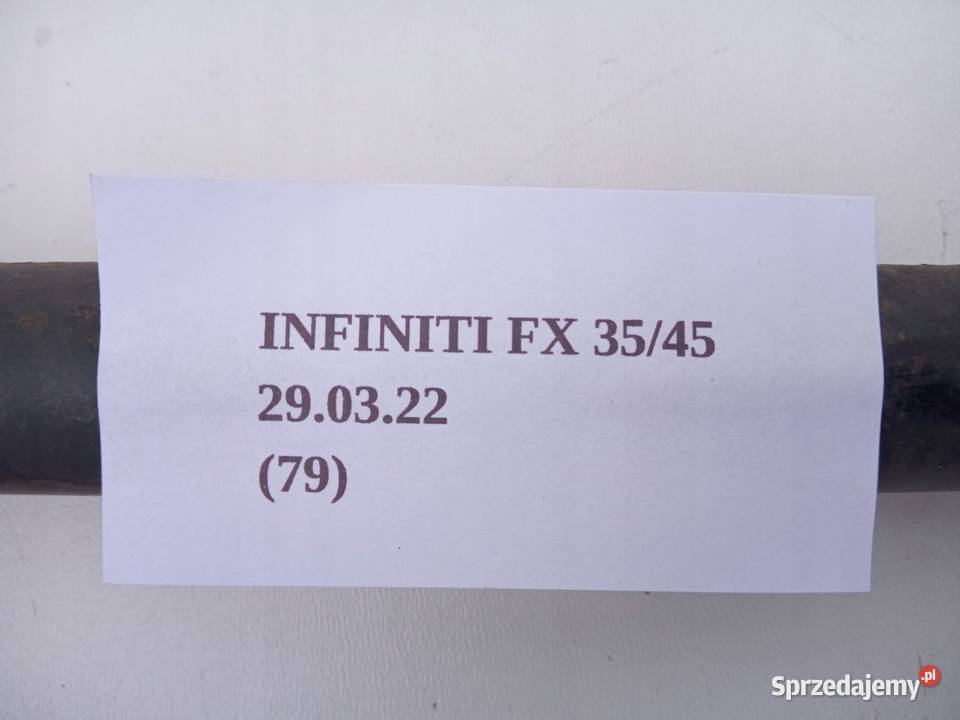 INFINITI FX 35/45
29.03.22
(79)
Sprzedajemy.pl